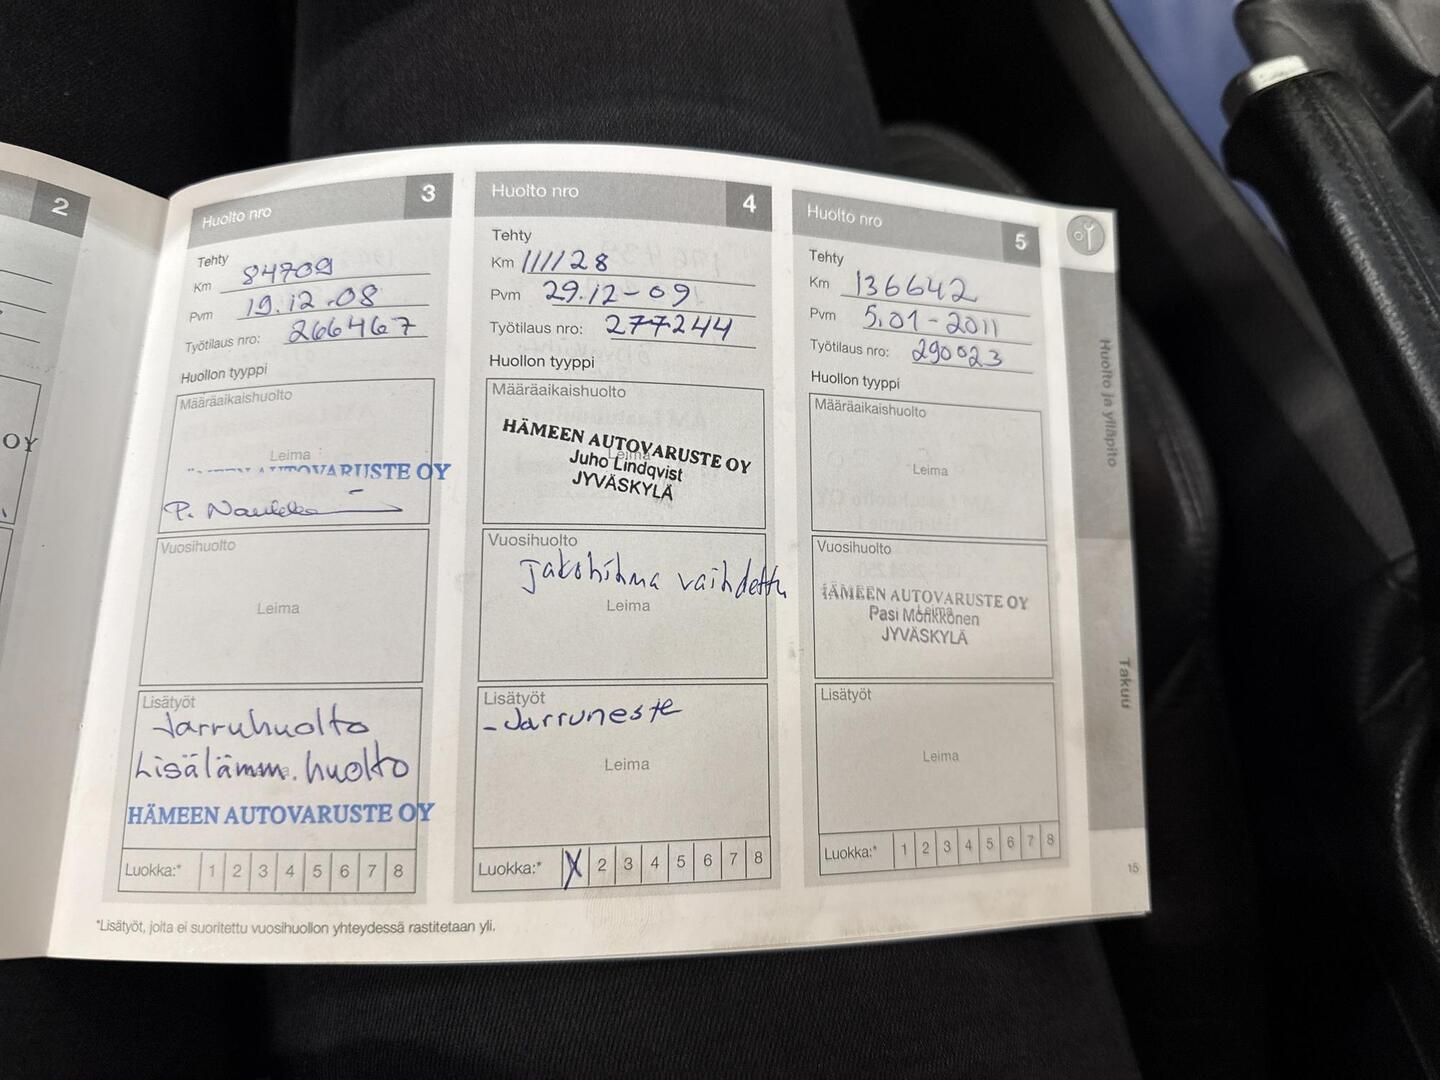 2
OY
Huolto nro 3
Tehty
Km 84709
Pvm 19.12.08
Työtilaus nro: 266467
Huollon tyyppi
Määräaikaishuolto
Leima
AUTOVARUSTE OY
P.
Vuosihuolto
Leima
Lisätyöt
Jarruhuolto
Lisälämm. huolto
HÄMEEN AUTOVARUSTE OY
Luokka:* 1 2 3 4 5 6 7 8
Huolto nro 4
Tehty
Km 111128
Pvm 29.12-09
Työtilaus nro: 277244
Huollon tyyppi
Määräaikaishuolto
Leima
HÄMEEN AUTOVARUSTE OY
Juho Lindqvist
JYVÄSKYLÄ
Vuosihuolto
jakohihna vaihdettu
Leima
Lisätyöt
-Jarruneste
Leima
Luokka:* X 2 3 4 5 6 7 8
Huolto nro 5
Tehty
Km 136642
Pvm 5.01-2011
Työtilaus nro: 290023
Huollon tyyppi
Määräaikaishuolto
Leima
Vuosihuolto
HÄMEEN AUTOVARUSTE OY
Leima
Pasi Mönkkönen
JYVÄSKYLÄ
Lisätyöt
Leima
Luokka:* 1 2 3 4 5 6 7 8
*Lisätyöt, joita ei suoritettu vuosihuollon yhteydessä rastitetaan yli.
Huolto ja ylläpito
Takuu
15